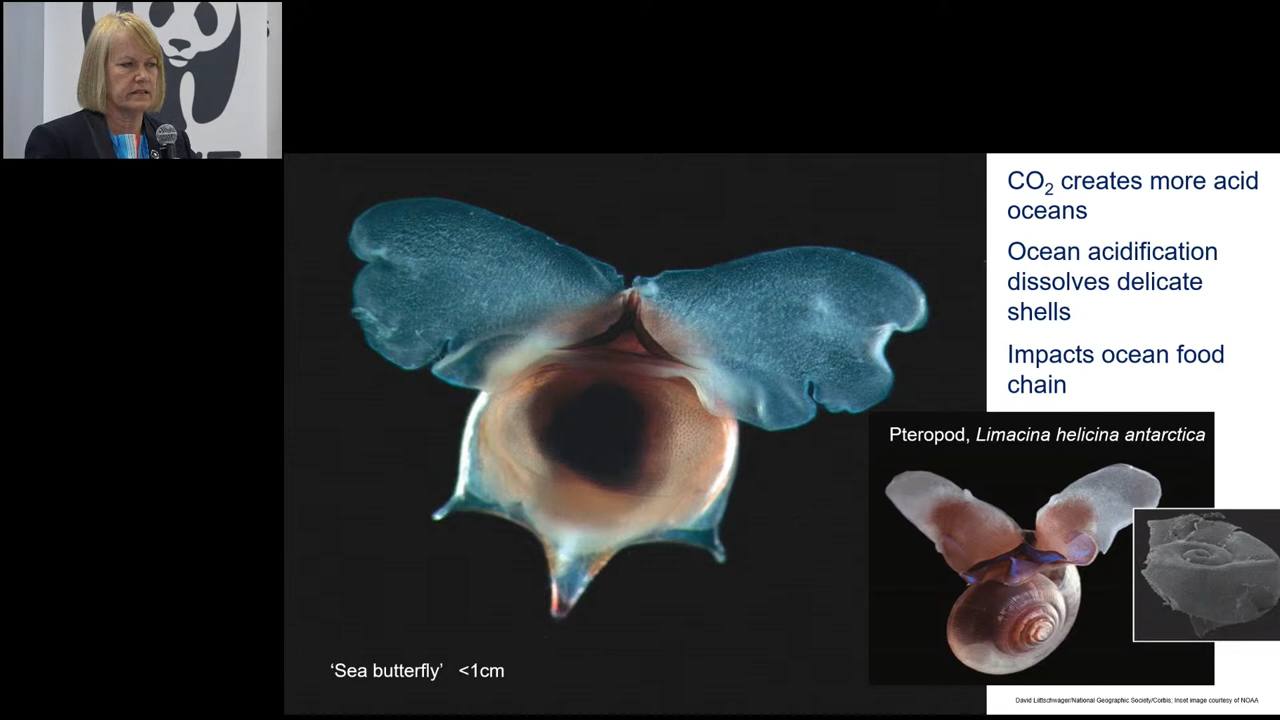 CO₂ creates more acid
oceans
Ocean acidification
dissolves delicate
shells
Impacts ocean food
chain
Pteropod, Limacina helicina antarctica
'Sea butterfly' <1cm
David Liittschwager/National Geographic Society/Corbis; Inset image courtesy of NOAA